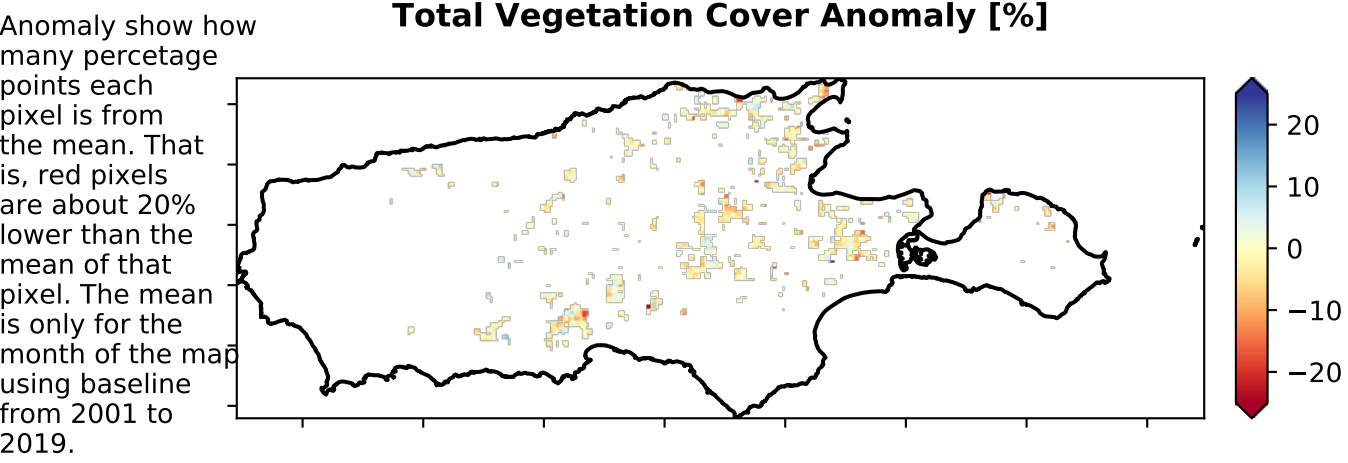 Total Vegetation Cover Anomaly [%]
Anomaly show how
many percetage
points each
pixel is from
the mean. That
is, red pixels
are about 20%
lower than the
mean of that
pixel. The mean
is only for the
month of the map
using baseline
from 2001 to
2019.
20
10
0
−10
−20